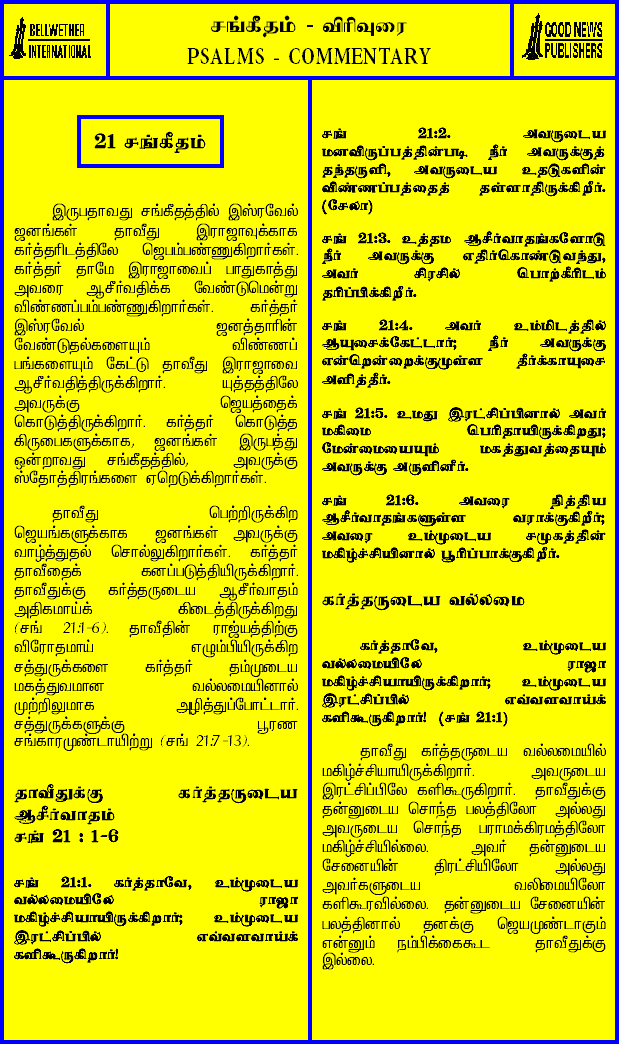 BELLWETHER
INTERNATIONAL
சங்கீதம் - விரிவுரை
PSALMS - COMMENTARY
GOOD NEWS
PUBLISHERS
21 சங்கீதம்
இருபதாவது சங்கீதத்தில் இஸ்ரவேல்
ஜனங்கள் தாவீது இராஜாவுக்காக
கர்த்தரிடத்திலே ஜெபம்பண்ணுகிறார்கள்.
கர்த்தர் தாமே இராஜாவைப் பாதுகாத்து
அவரை ஆசீர்வதிக்க வேண்டுமென்று
விண்ணப்பம்பண்ணுகிறார்கள். கர்த்தர்
இஸ்ரவேல் ஜனத்தாரின்
வேண்டுதல்களையும் விண்ணப்
பங்களையும் கேட்டு தாவீது இராஜாவை
ஆசீர்வதித்திருக்கிறார். யுத்தத்திலே
அவருக்கு ஜெயத்தைக்
கொடுத்திருக்கிறார். கர்த்தர் கொடுத்த
கிருபைகளுக்காக, ஜனங்கள் இருபத்து
ஒன்றாவது சங்கீதத்தில், அவருக்கு
ஸ்தோத்திரங்களை ஏறெடுக்கிறார்கள்.
தாவீது பெற்றிருக்கிற
ஜெயங்களுக்காக ஜனங்கள் அவருக்கு
வாழ்த்துதல் சொல்லுகிறார்கள். கர்த்தர்
தாவீதைக் கனப்படுத்தியிருக்கிறார்.
தாவீதுக்கு கர்த்தருடைய ஆசீர்வாதம்
அதிகமாய்க் கிடைத்திருக்கிறது
(சங் 21:1-6). தாவீதின் ராஜ்யத்திற்கு
விரோதமாய் எழும்பியிருக்கிற
சத்துருக்களை கர்த்தர் தம்முடைய
மகத்துவமான வல்லமையினால்
முற்றிலுமாக அழித்துப்போட்டார்.
சத்துருக்களுக்கு பூரண
சங்காரமுண்டாயிற்று (சங் 21:7-13).
தாவீதுக்கு கர்த்தருடைய
ஆசீர்வாதம்
சங் 21 : 1-6
சங் 21:1. கர்த்தாவே, உம்முடைய
வல்லமையிலே ராஜா
மகிழ்ச்சியாயிருக்கிறார்; உம்முடைய
இரட்சிப்பில் எவ்வளவாய்க்
களிகூருகிறார்!
சங் 21:2. அவருடைய
மனவிருப்பத்தின்படி நீர் அவருக்குத்
தந்தருளி, அவருடைய உதடுகளின்
விண்ணப்பத்தைத் தள்ளாதிருக்கிறீர்.
(சேலா)
சங் 21:3. உத்தம ஆசீர்வாதங்களோடு
நீர் அவருக்கு எதிர்கொண்டுவந்து,
அவர் சிரசில் பொற்கிரீடம்
தரிப்பிக்கிறீர்.
சங் 21:4. அவர் உம்மிடத்தில்
ஆயுசைக்கேட்டார்; நீர் அவருக்கு
என்றென்றைக்குமுள்ள தீர்க்காயுசை
அளித்தீர்.
சங் 21:5. உமது இரட்சிப்பினால் அவர்
மகிமை பெரிதாயிருக்கிறது;
மேன்மையையும் மகத்துவத்தையும்
அவருக்கு அருளினீர்.
சங் 21:6. அவரை நித்திய
ஆசீர்வாதங்களுள்ள வராக்குகிறீர்;
அவரை உம்முடைய சமுகத்தின்
மகிழ்ச்சியினால் பூரிப்பாக்குகிறீர்.
கர்த்தருடைய வல்லமை
கர்த்தாவே, உம்முடைய
வல்லமையிலே ராஜா
மகிழ்ச்சியாயிருக்கிறார்; உம்முடைய
இரட்சிப்பில் எவ்வளவாய்க்
களிகூருகிறார்! (சங் 21:1)
தாவீது கர்த்தருடைய வல்லமையில்
மகிழ்ச்சியாயிருக்கிறார். அவருடைய
இரட்சிப்பிலே களிகூருகிறார். தாவீதுக்கு
தன்னுடைய சொந்த பலத்திலோ அல்லது
அவருடைய சொந்த பராமக்கிரமத்திலோ
மகிழ்ச்சியில்லை. அவர் தன்னுடைய
சேனையின் திரட்சியிலோ அல்லது
அவர்களுடைய வலிமையிலோ
களிகூரவில்லை. தன்னுடைய சேனையின்
பலத்தினால் தனக்கு ஜெயமுண்டாகும்
என்னும் நம்பிக்கைகூட தாவீதுக்கு
இல்லை.